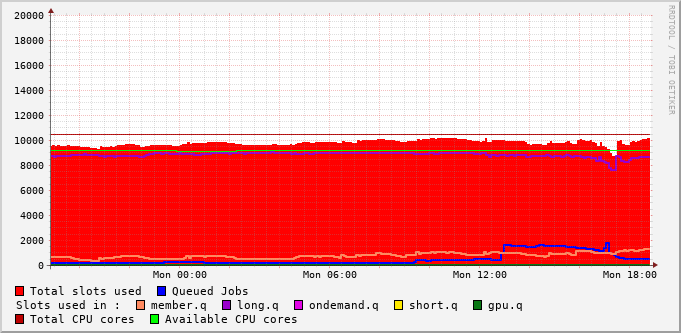 RRDTOOL / TOBI OETIKER
20000
18000
16000
14000
12000
10000
8000
6000
4000
2000
0
Mon 00:00 Mon 06:00 Mon 12:00 Mon 18:00
Total slots used Queued Jobs
Slots used in : member.q long.q ondemand.q short.q gpu.q
Total CPU cores Available CPU cores